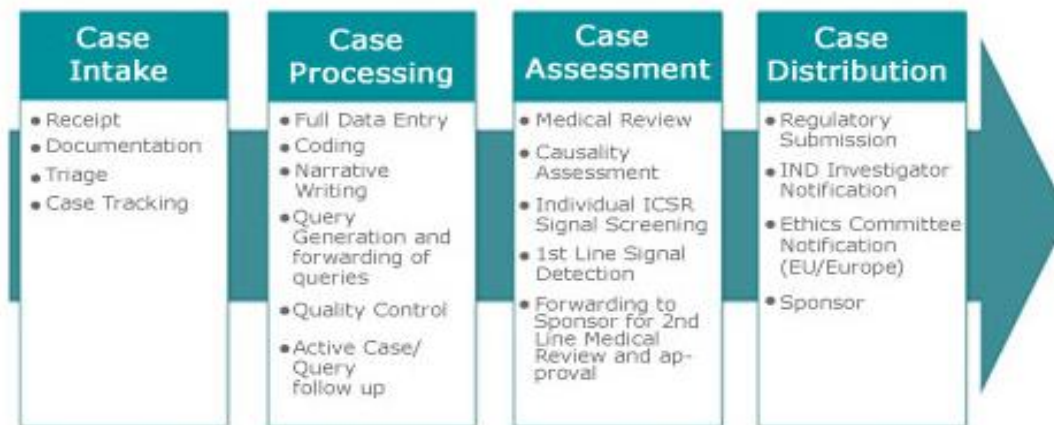 Case
Intake
• Receipt
• Documentation
• Triage
• Case Tracking
Case
Processing
• Full Data Entry
• Coding
• Narrative
Writing
• Query
Generation and
forwarding of
queries
• Quality Control
• Active Case/
Query
follow up
Case
Assessment
• Medical Review
• Causality
Assessment
• Individual ICSR
Signal Screening
• 1st Line Signal
Detection
• Forwarding to
Sponsor for 2nd
Line Medical
Review and ap-
proval
Case
Distribution
• Regulatory
Submission
• IND Investigator
Notification
• Ethics Committee
Notification
(EU/Europe)
• Sponsor